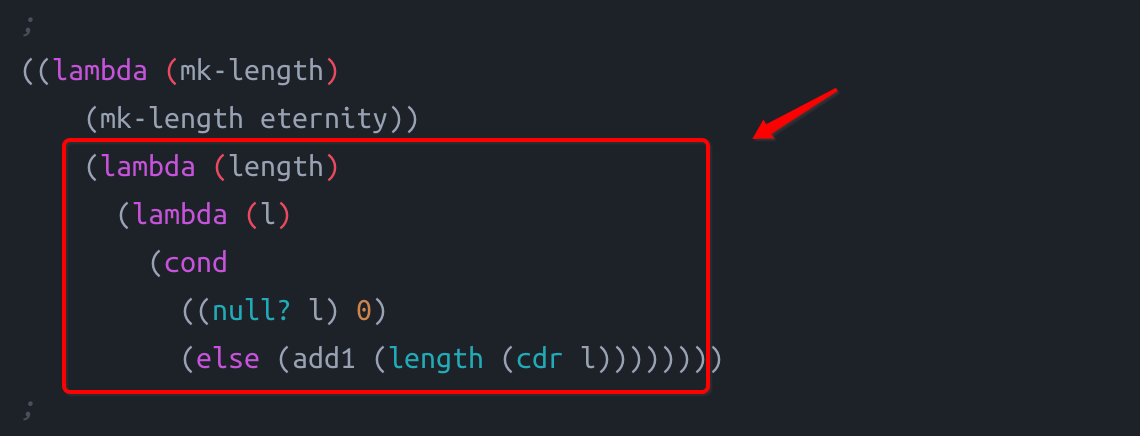 ;
((lambda (mk-length)
(mk-length eternity))
(lambda (length)
(lambda (l)
(cond
((null? l) 0)
(else (add1 (length (cdr l))))))))
;